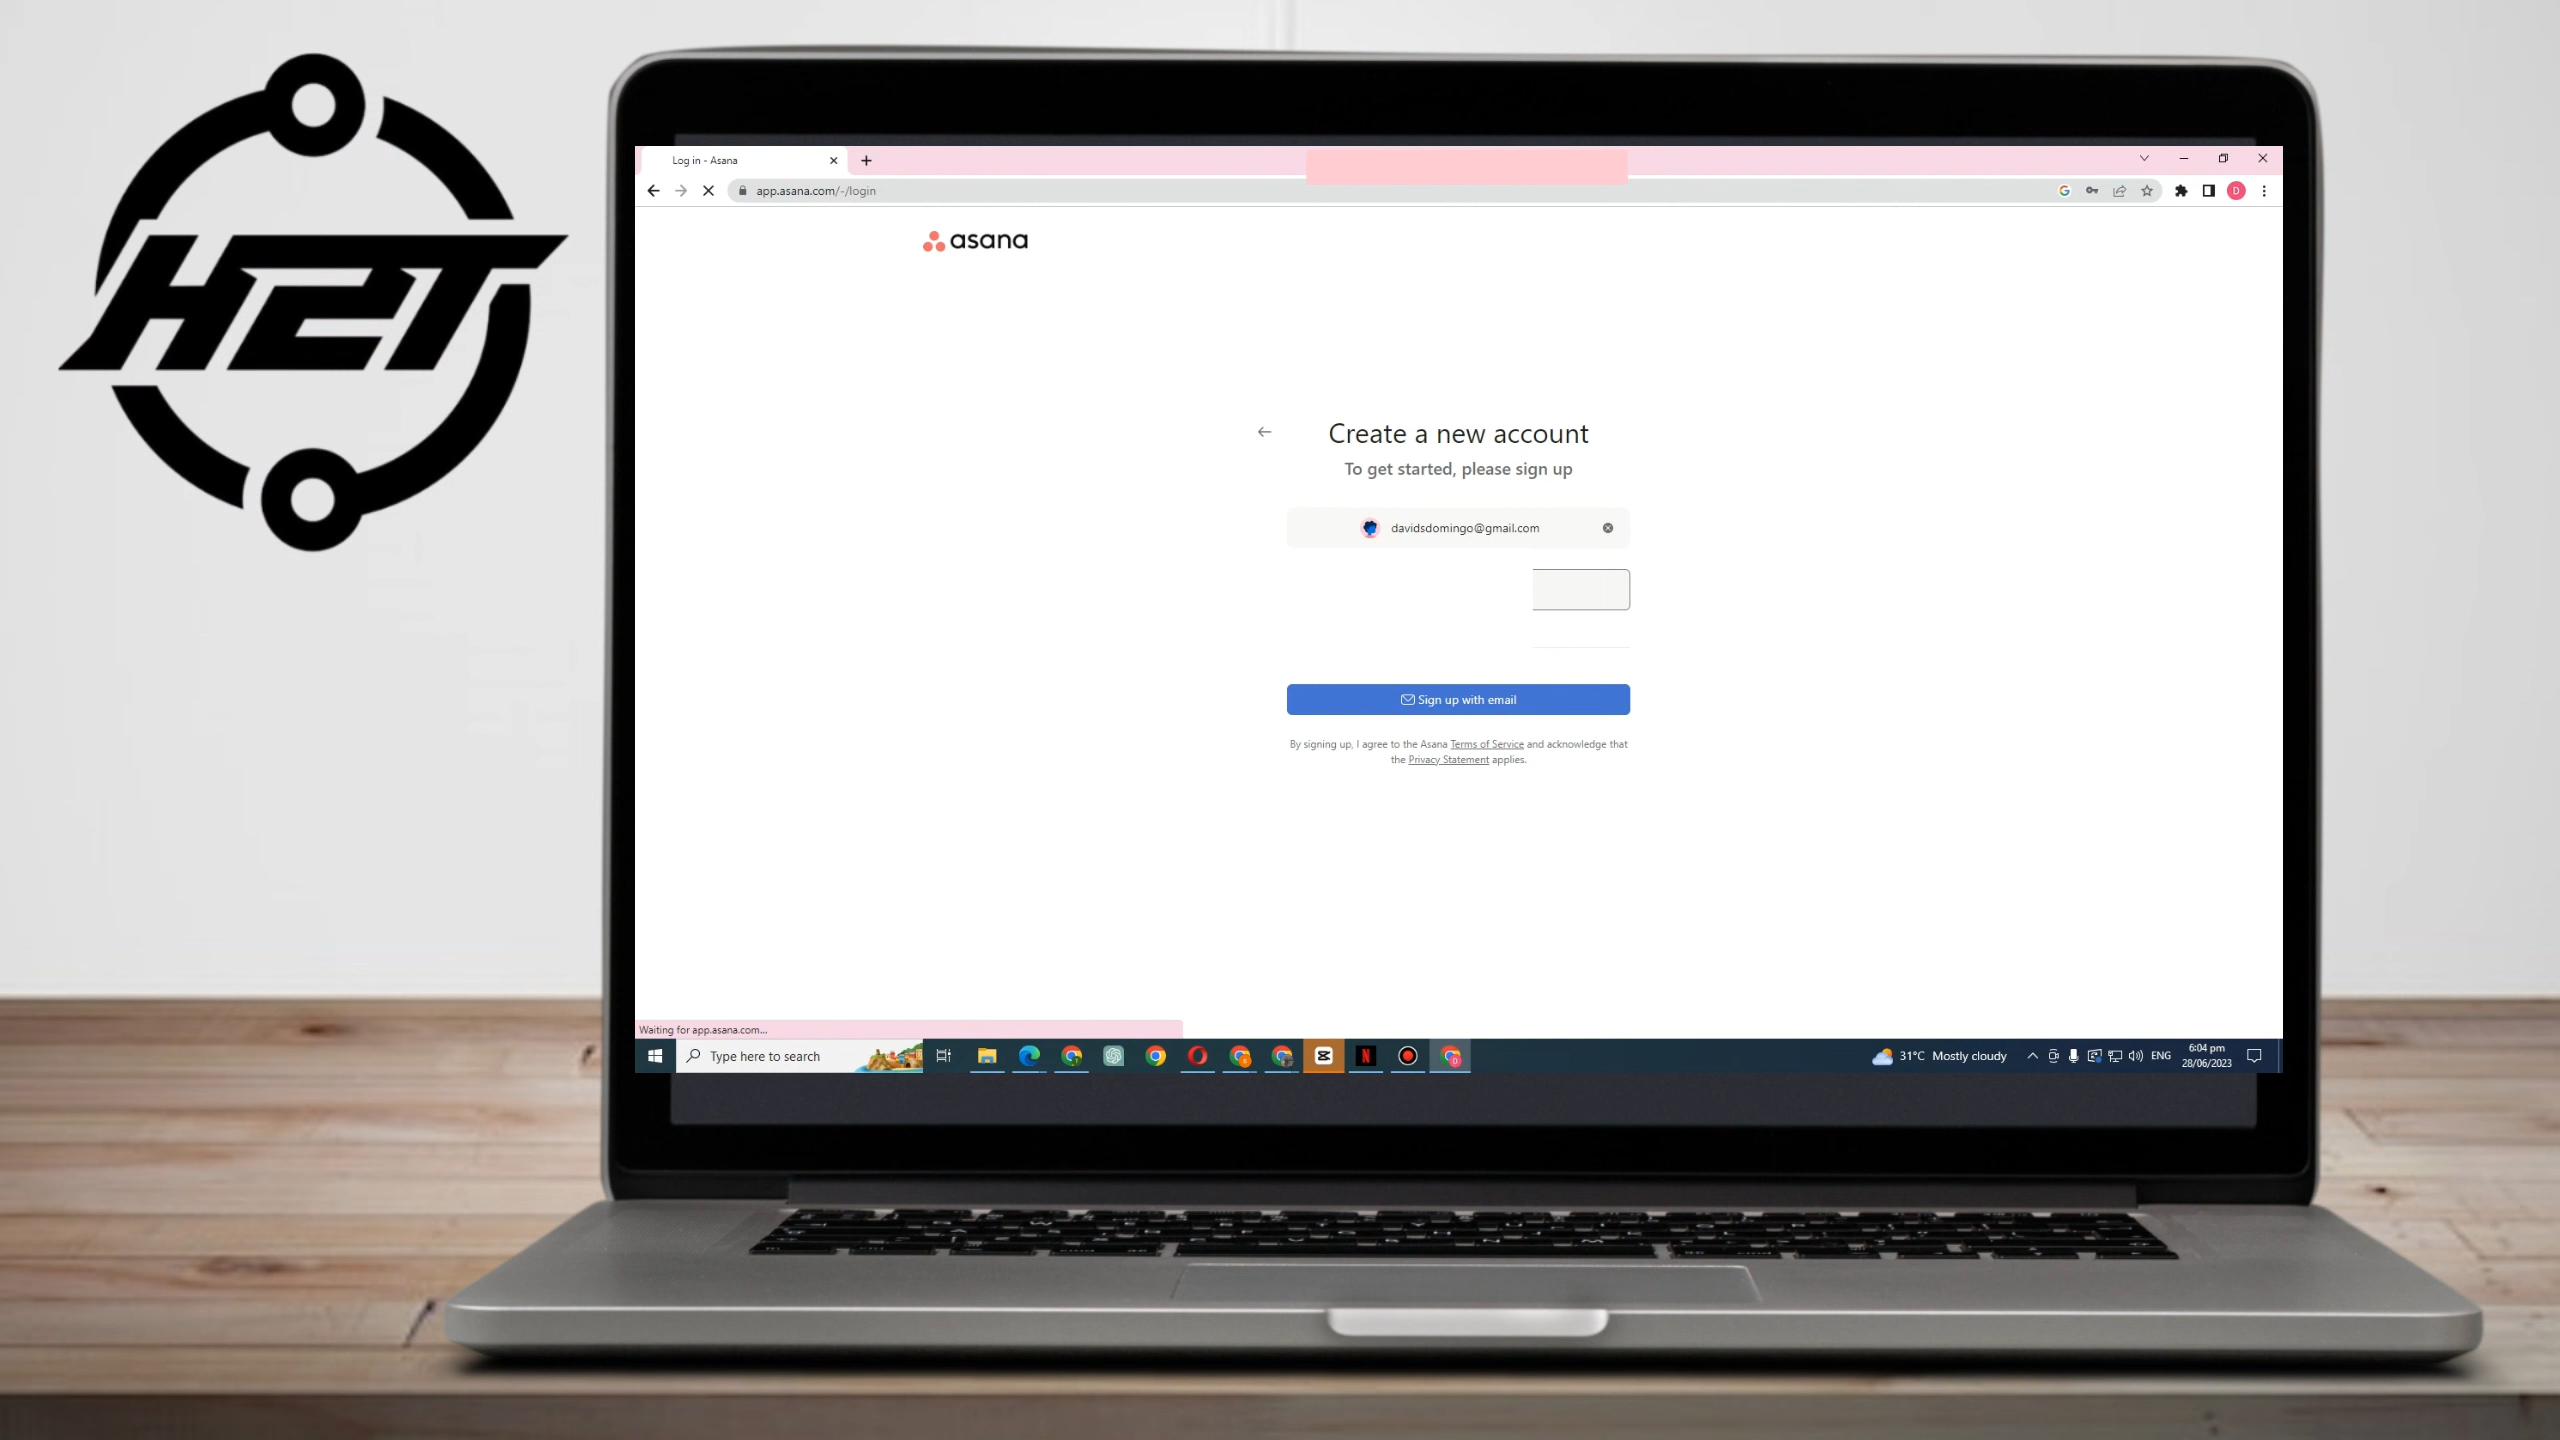 H2T
Log in - Asana
app.asana.com/-/login
D
asana
Create a new account
To get started, please sign up
davidsdomingo@gmail.com
Sign up with email
By signing up, I agree to the Asana Terms of Service and acknowledge that
the Privacy Statement applies.
Waiting for app.asana.com...
Type here to search
31°C Mostly cloudy
ENG
6:04 pm
28/06/2023